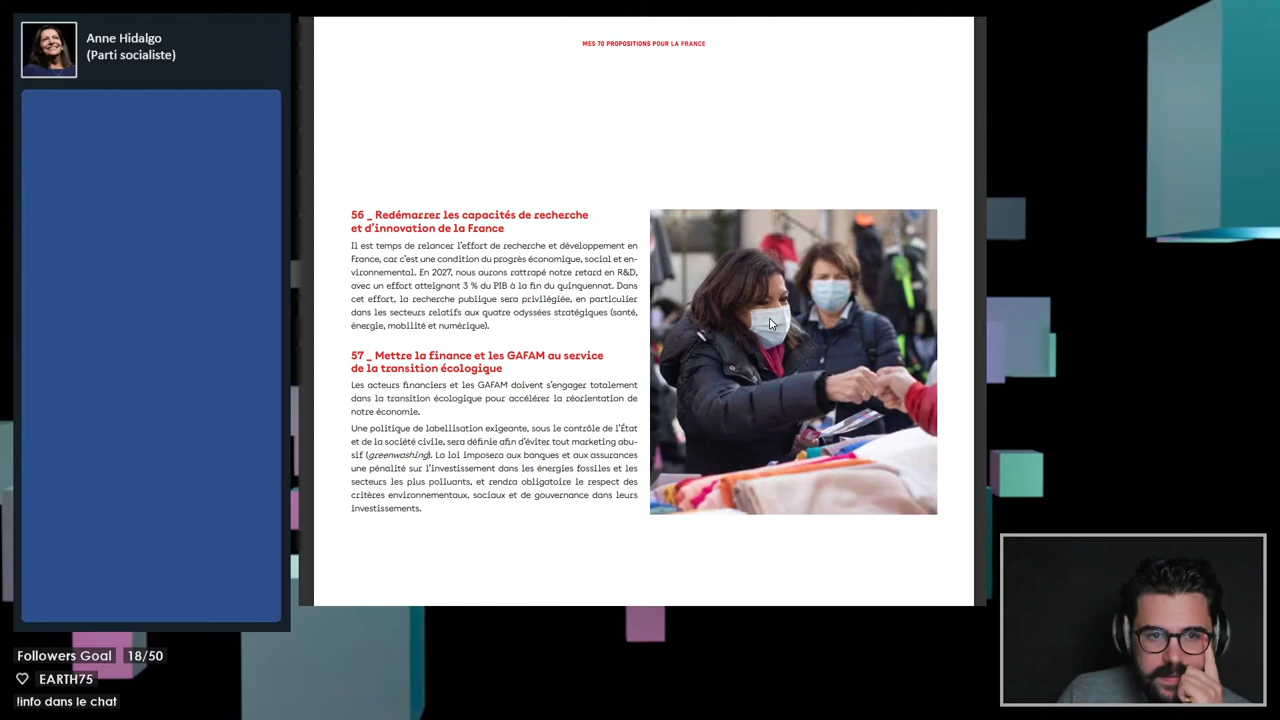 Anne Hidalgo
(Parti socialiste)
MES 70 PROPOSITIONS POUR LA FRANCE
56 _ Redémarrer les capacités de recherche
et d'innovation de la France
Il est temps de relancer l'effort de recherche et développement en
France, car c'est une condition du progrès économique, social et en-
vironnemental. En 2027, nous aurons rattrapé notre retard en R&D,
avec un effort atteignant 3 % du PIB à la fin du quinquennat. Dans
cet effort, la recherche publique sera privilégiée, en particulier
dans les secteurs relatifs aux quatre odyssées stratégiques (santé,
énergie, mobilité et numérique).
57 _ Mettre la finance et les GAFAM au service
de la transition écologique
Les acteurs financiers et les GAFAM doivent s'engager totalement
dans la transition écologique pour accélérer la réorientation de
notre économie.
Une politique de labellisation exigeante, sous le contrôle de l'État
et de la société civile, sera définie afin d'éviter tout marketing abu-
sif (greenwashing). La loi imposera aux banques et aux assurances
une pénalité sur l'investissement dans les énergies fossiles et les
secteurs les plus polluants, et rendra obligatoire le respect des
critères environnementaux, sociaux et de gouvernance dans leurs
investissements.
Followers Goal 18/50
EARTH75
!info dans le chat